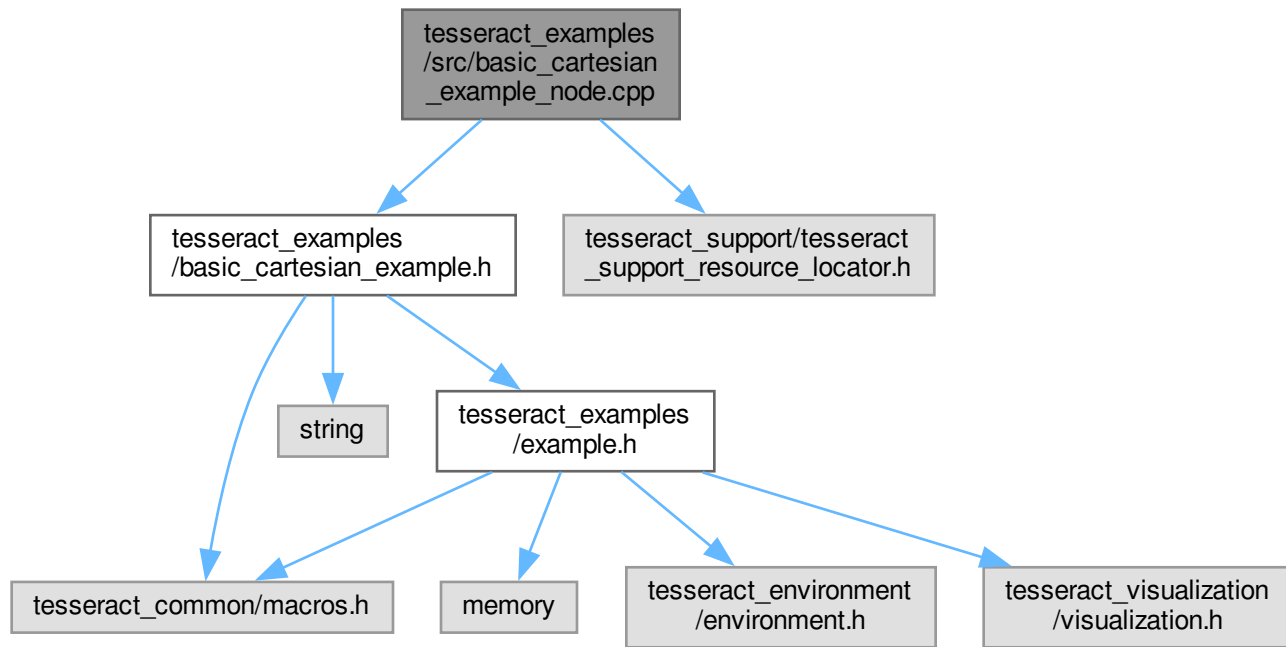 tesseract_examples
/src/basic_cartesian
_example_node.cpp
tesseract_examples
/basic_cartesian_example.h
tesseract_support/tesseract
_support_resource_locator.h
string
tesseract_examples
/example.h
tesseract_common/macros.h
memory
tesseract_environment
/environment.h
tesseract_visualization
/visualization.h